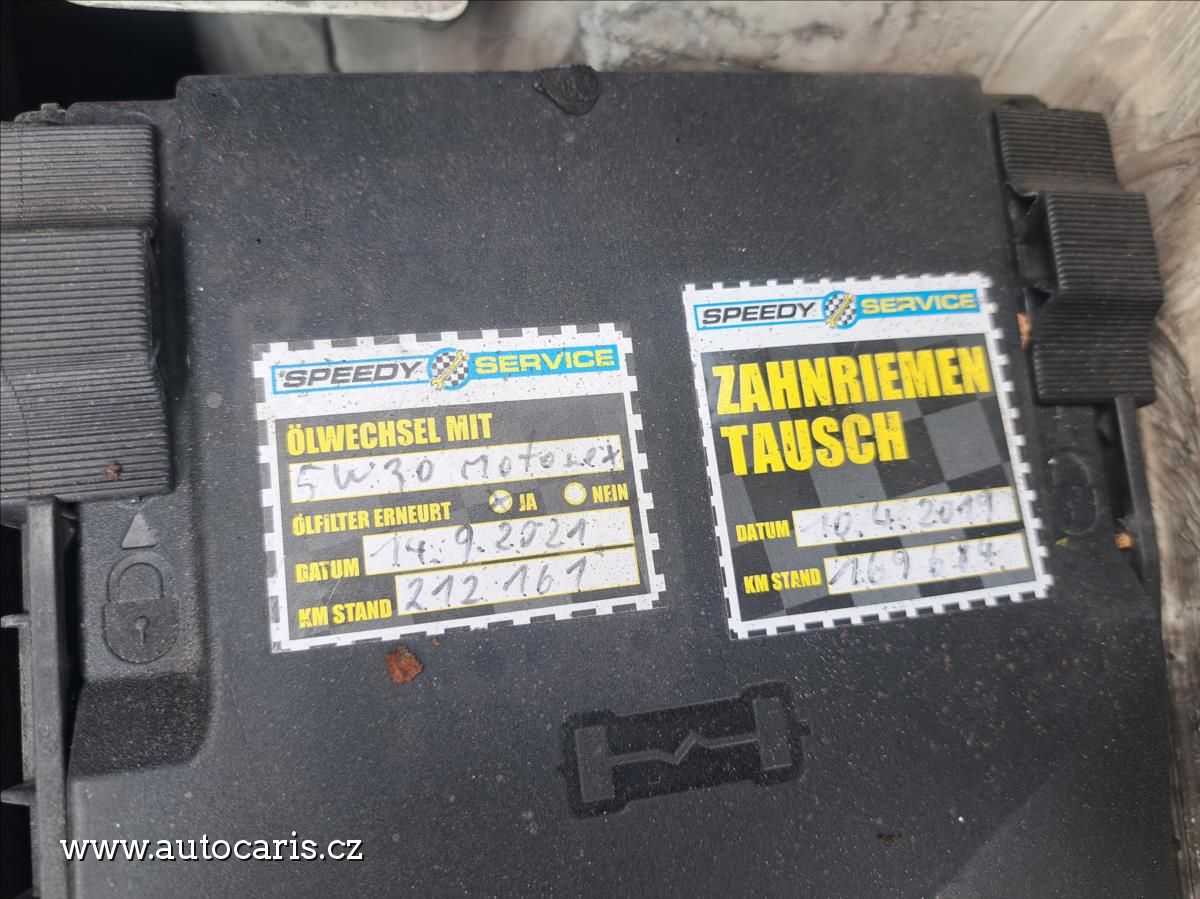 SPEEDY SERVICE
ÖLWECHSEL MIT
5W30 Motorex
ÖLFILTER ERNEURT JA NEIN
DATUM 14.9.2021
KM STAND 212 161
SPEEDY SERVICE
ZAHNRIEMEN
TAUSCH
DATUM 10.4.2019
KM STAND 169 684
www.autocaris.cz